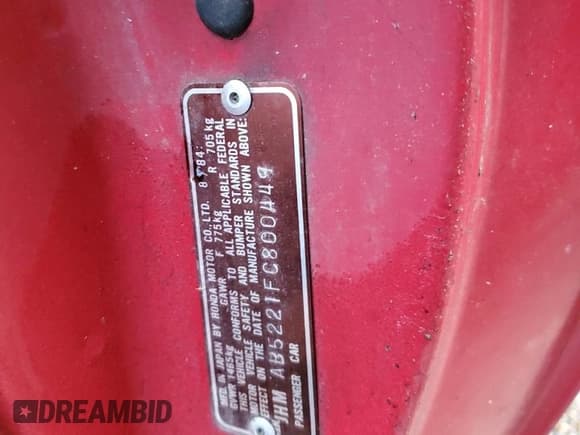 MFD. IN JAPAN BY HONDA MOTOR CO., LTD. 8/'84:
GVWR 1465kg GAWR F 775kg R 705kg
THIS VEHICLE CONFORMS TO ALL APPLICABLE FEDERAL
MOTOR VEHICLE SAFETY AND BUMPER STANDARDS IN
EFFECT ON THE DATE OF MANUFACTURE SHOWN ABOVE:
JHM AB5221FC800449
PASSENGER CAR
DREAMBID